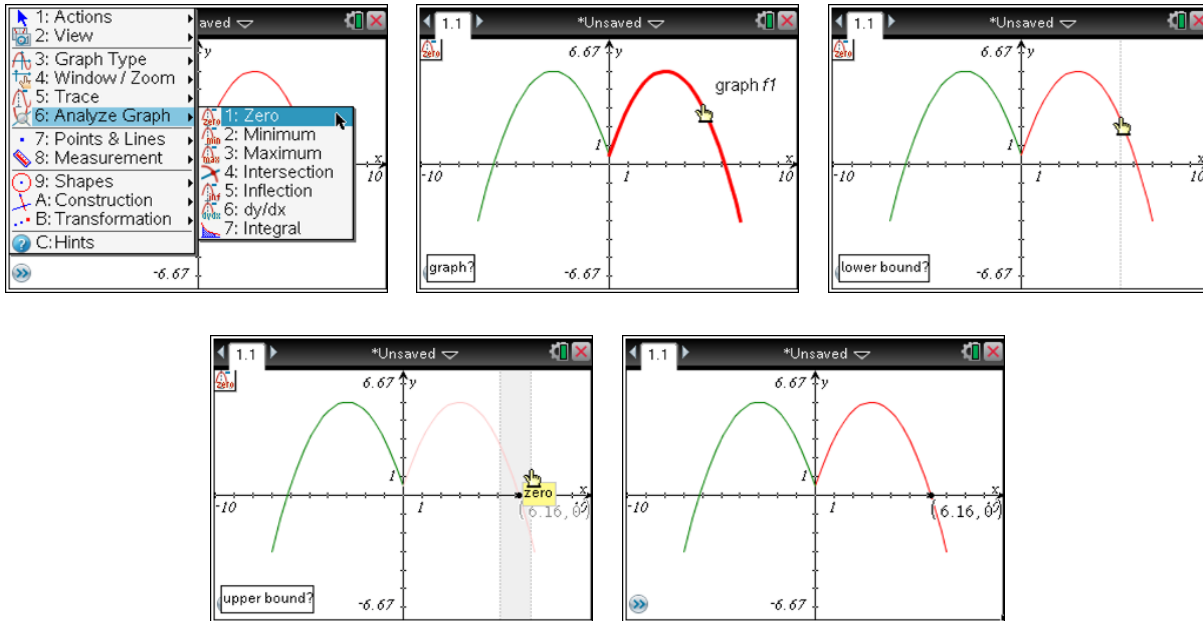 1: Actions
2: View
3: Graph Type
4: Window / Zoom
5: Trace
6: Analyze Graph
7: Points & Lines
8: Measurement
9: Shapes
A: Construction
B: Transformation
C: Hints
aved
y
1: Zero
2: Minimum
3: Maximum
4: Intersection
5: Inflection
6: dy/dx
7: Integral
x
10
-6.67
1.1
*Unsaved
zero
6.67
y
graph f1
1
x
-10
1
10
graph?
-6.67
1.1
*Unsaved
zero
6.67
y
1
x
-10
1
10
lower bound?
-6.67
1.1
*Unsaved
zero
6.67
y
1
zero
x
-10
1
10
(6.16,0)
upper bound?
-6.67
1.1
*Unsaved
6.67
y
1
x
-10
1
10
(6.16,0)
-6.67